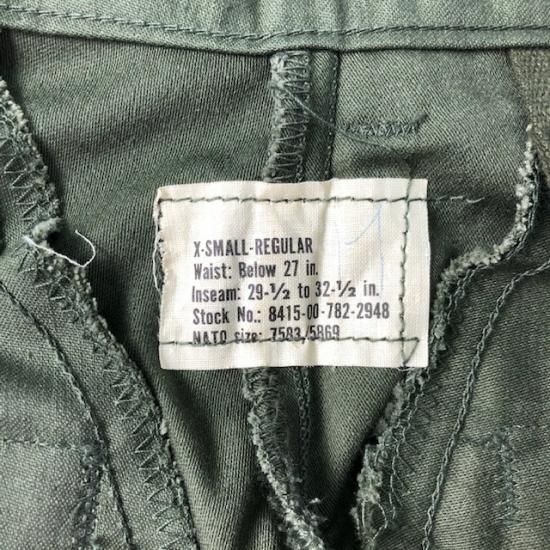 X-SMALL-REGULAR
Waist: Below 27 in.
Inseam: 29-½ to 32-½ in.
Stock No.: 8415-00-782-2948
NATO size: 7583/5869